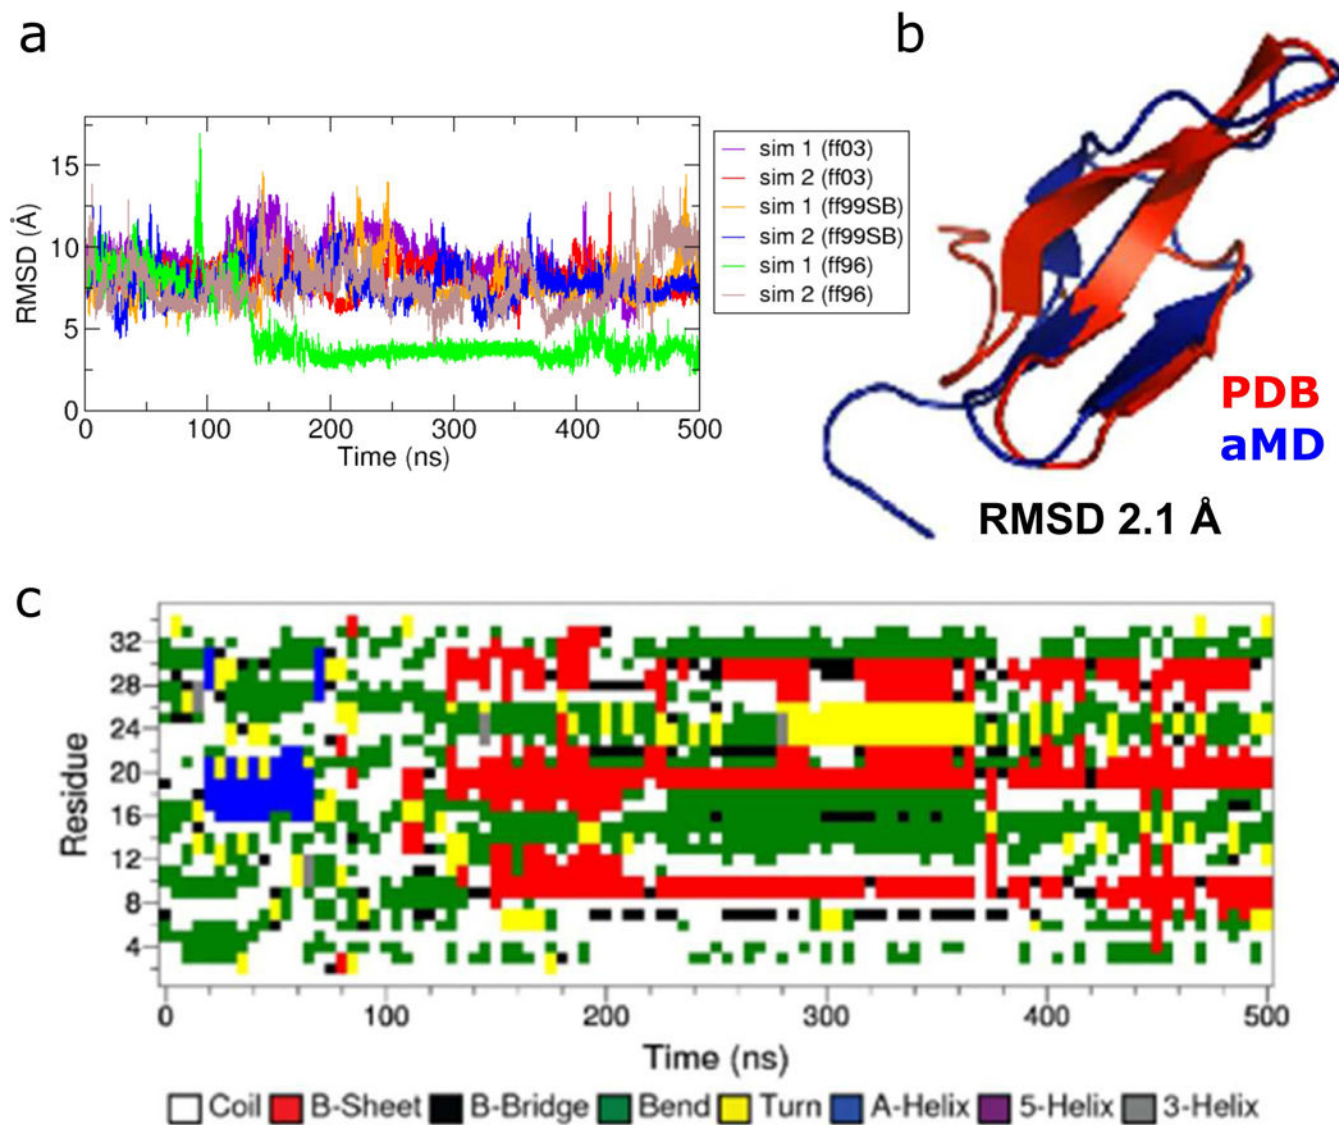 a
b
15
10
5
0
RMSD (Å)
0 100 200 300 400 500
Time (ns)
sim 1 (ff03)
sim 2 (ff03)
sim 1 (ff99SB)
sim 2 (ff99SB)
sim 1 (ff96)
sim 2 (ff96)
PDB
aMD
RMSD 2.1 Å
c
32
28
24
20
16
12
8
4
Residue
0 100 200 300 400 500
Time (ns)
Coil B-Sheet B-Bridge Bend Turn A-Helix 5-Helix 3-Helix